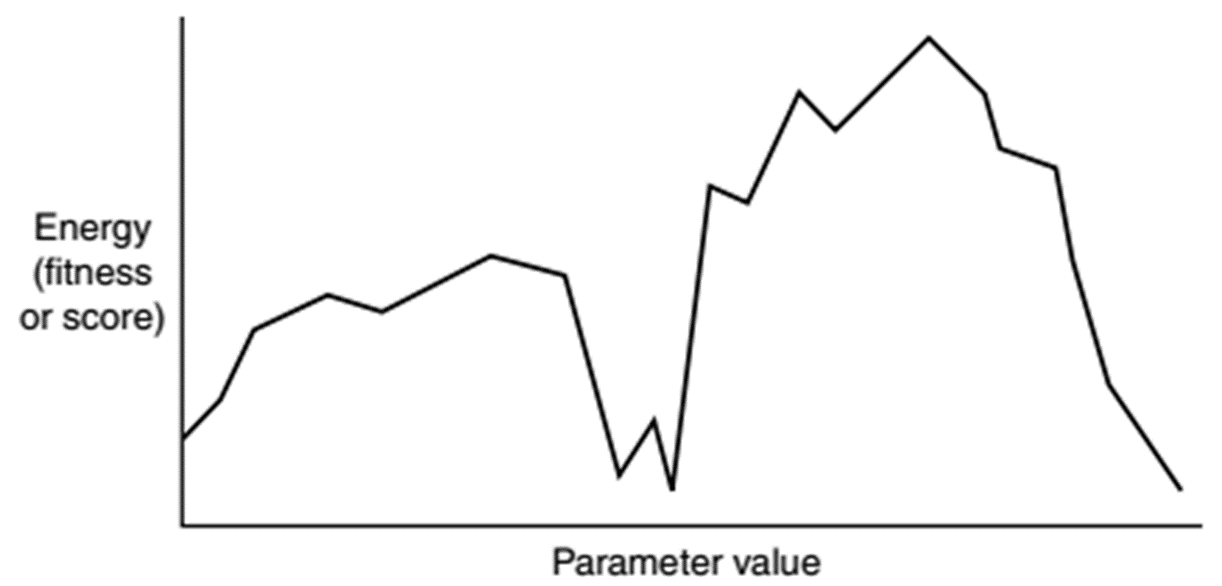 Energy
(fitness
or score)
Parameter value